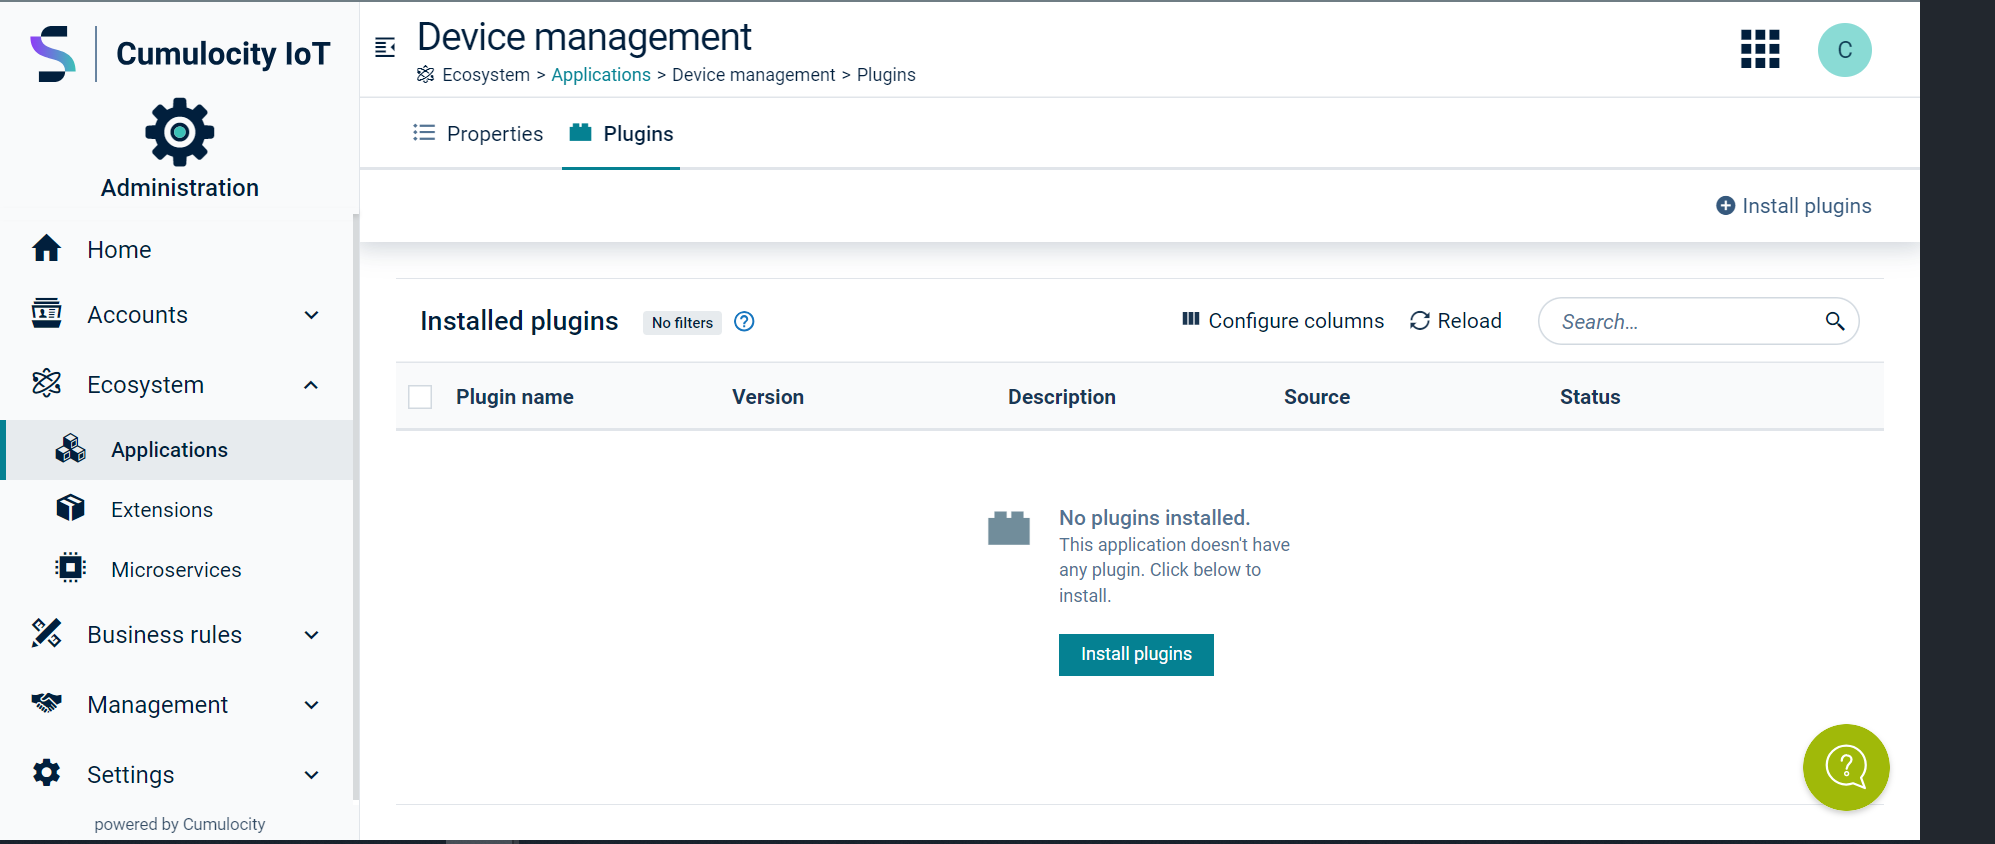 Cumulocity IoT
Administration
Home
Accounts
Ecosystem
Applications
Extensions
Microservices
Business rules
Management
Settings
powered by Cumulocity
Device management
Ecosystem > Applications > Device management > Plugins
C
Properties
Plugins
Install plugins
Installed plugins
No filters
Configure columns
Reload
Search...
Plugin name Version Description Source Status
No plugins installed.
This application doesn't have
any plugin. Click below to
install.
Install plugins